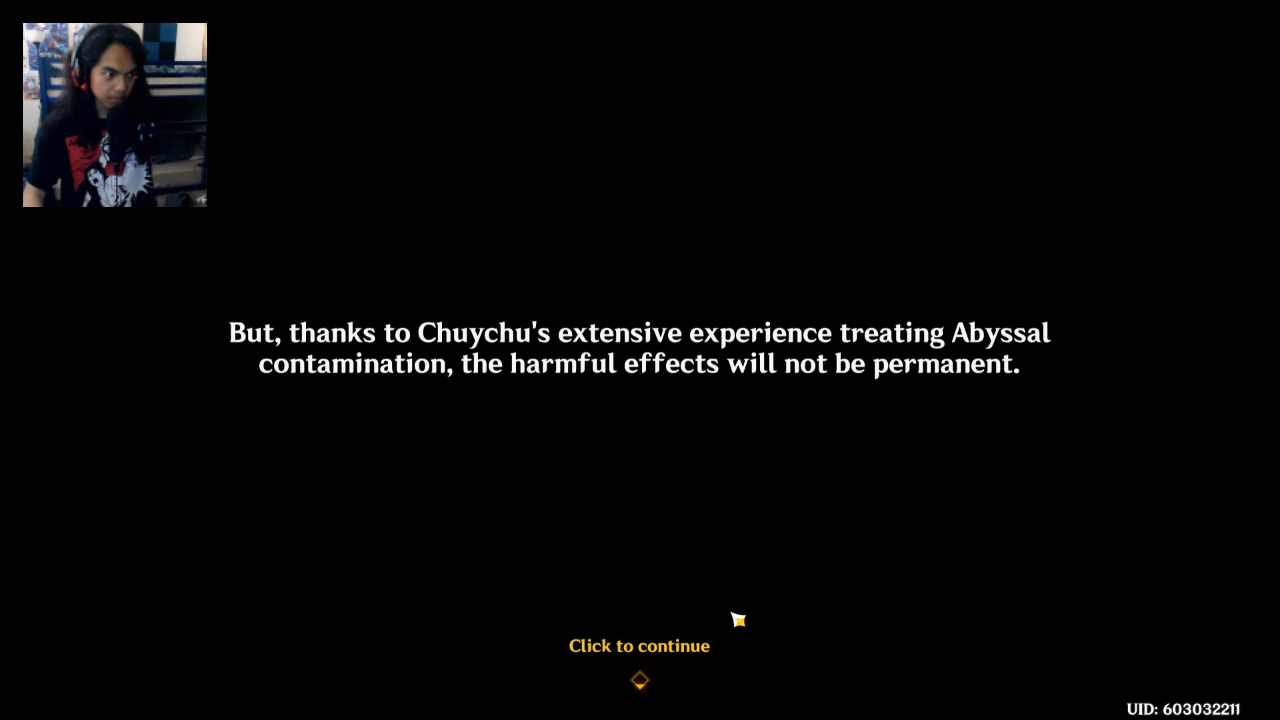 But, thanks to Chuychu's extensive experience treating Abyssal
contamination, the harmful effects will not be permanent.
Click to continue
UID: 603032211